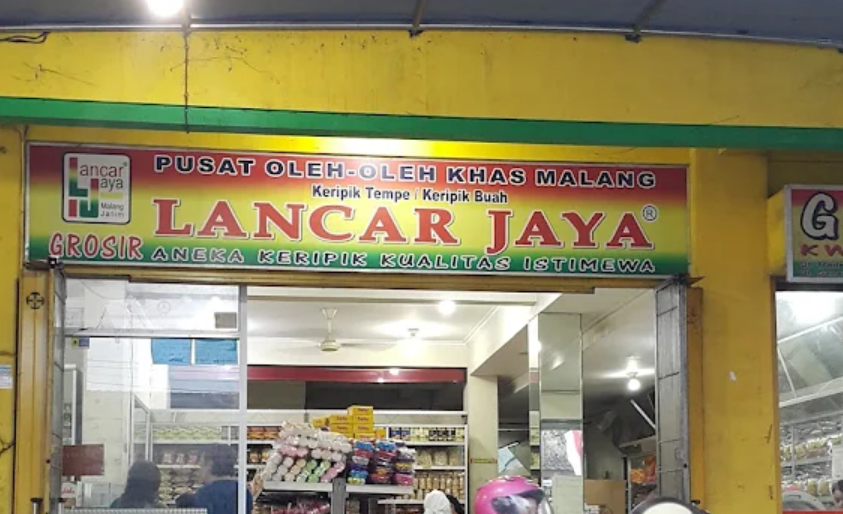 Lancar
Jaya
Malang
Jatim
PUSAT OLEH-OLEH KHAS MALANG
Keripik Tempe / Keripik Buah
LANCAR JAYA®
GROSIR ANEKA KERIPIK KUALITAS ISTIMEWA
G
KW